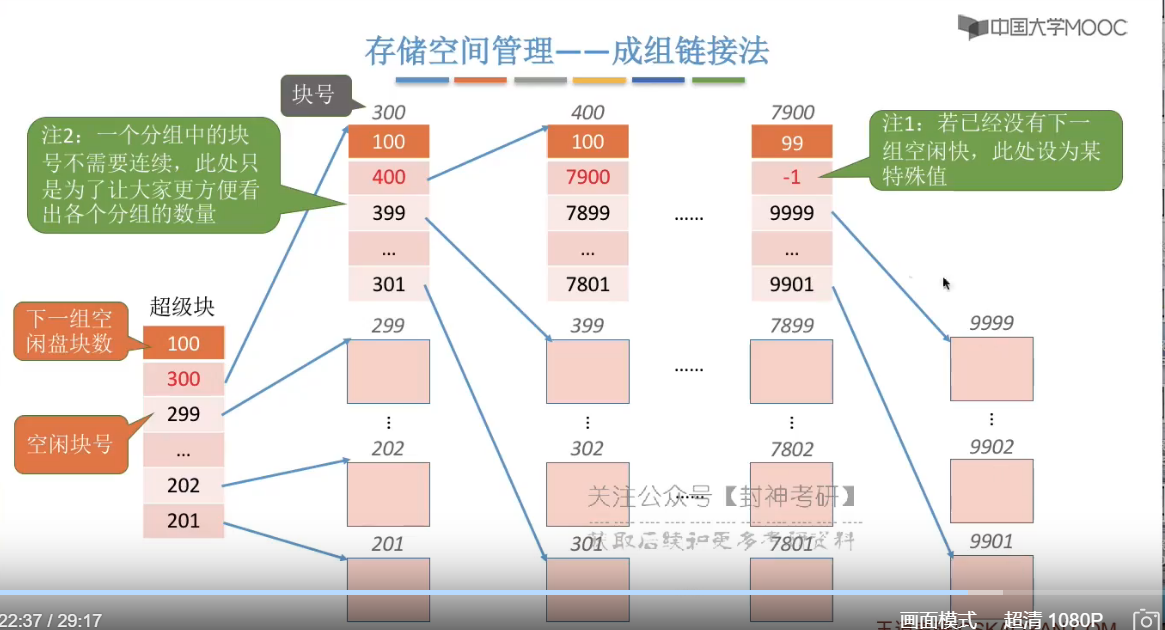 中国大学MOOC
存储空间管理——成组链接法
块号
300
400
7900
注2：一个分组中的块
号不需要连续，此处只
是为了让大家更方便看
出各个分组的数量
100
400
399
...
301
100
7900
7899
...
7801
......
99
-1
9999
...
9901
注1：若已经没有下一
组空闲快，此处设为某
特殊值
下一组空
闲盘块数
空闲块号
超级块
100
300
299
...
202
201
299
399
7899
9999
......
⋮
⋮
⋮
⋮
202
302
7802
9902
......
关注公众号【封神考研】
获取后续和更多考研资料
201
301
7801
9901
22:37 / 29:17
画面模式
超清 1080P